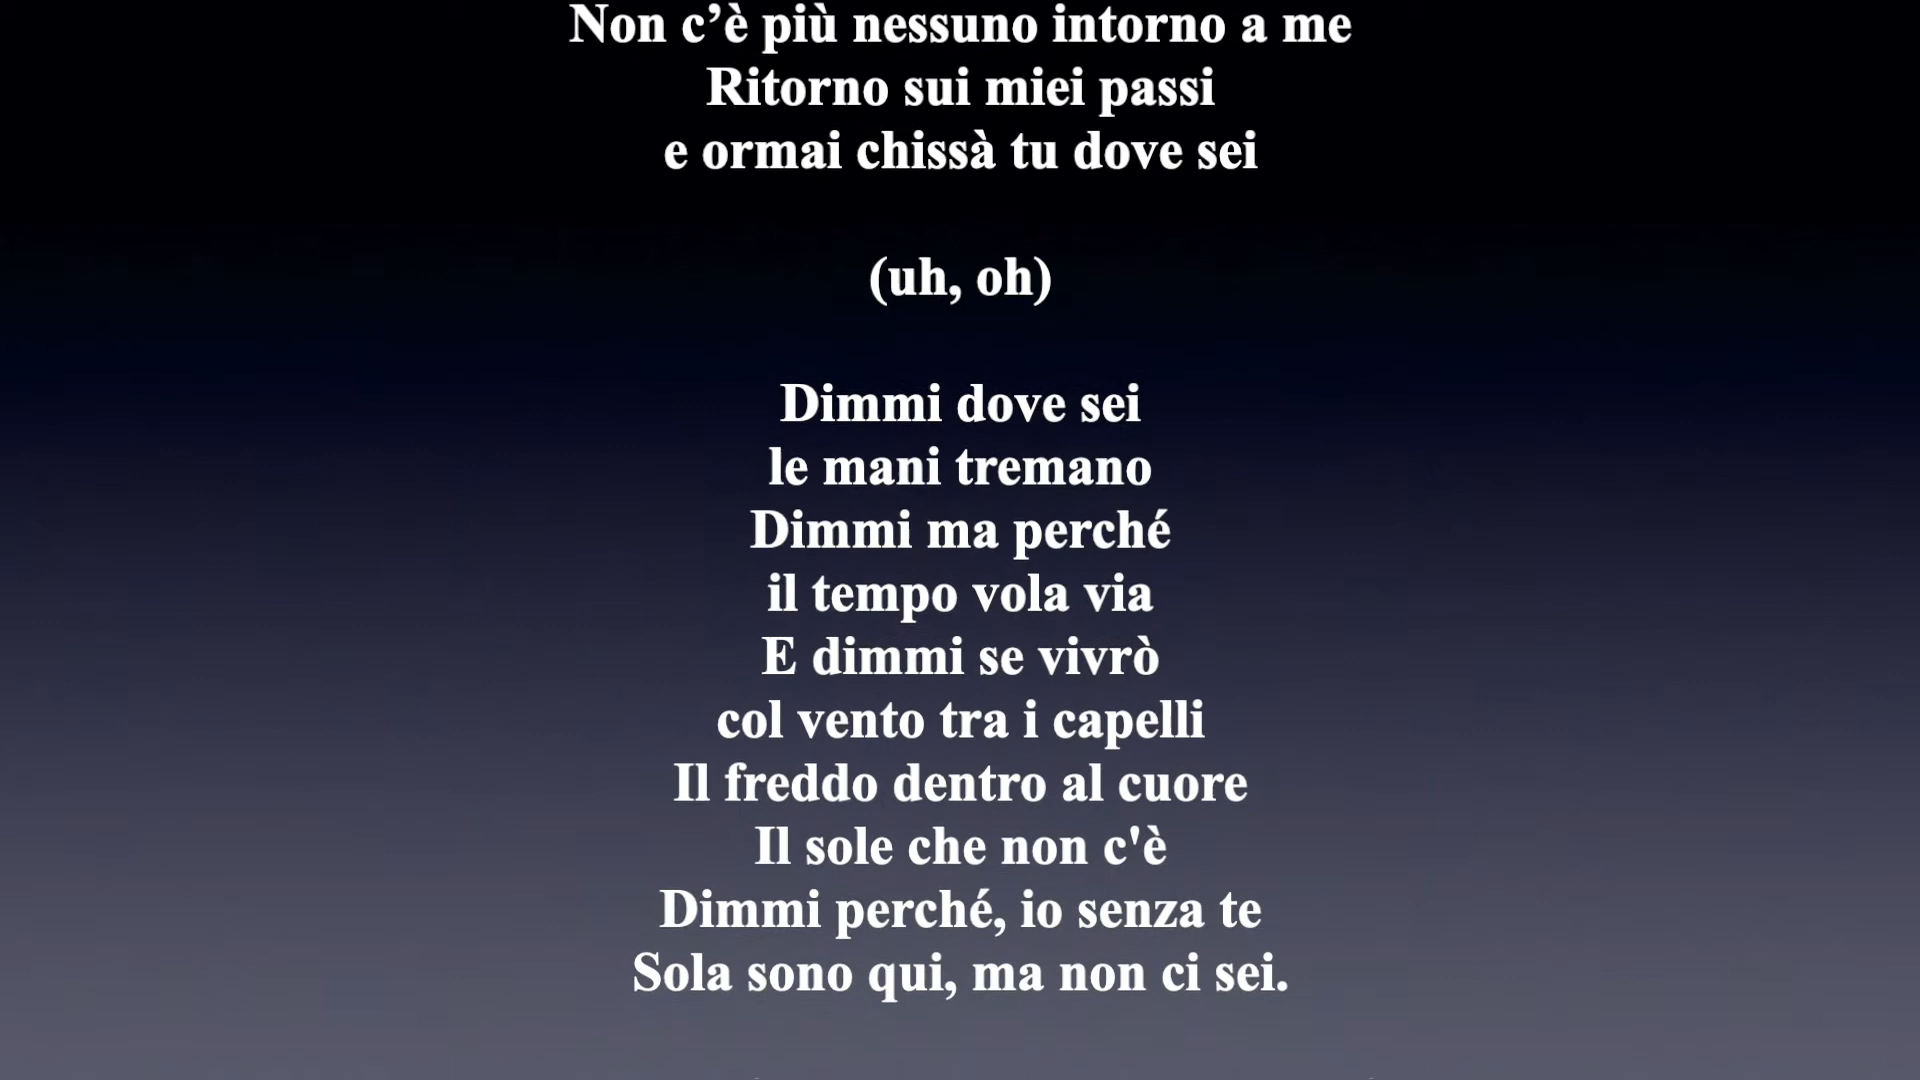 Non c’è più nessuno intorno a me
Ritorno sui miei passi
e ormai chissà tu dove sei
(uh, oh)
Dimmi dove sei
le mani tremano
Dimmi ma perché
il tempo vola via
E dimmi se vivrò
col vento tra i capelli
Il freddo dentro al cuore
Il sole che non c'è
Dimmi perché, io senza te
Sola sono qui, ma non ci sei.